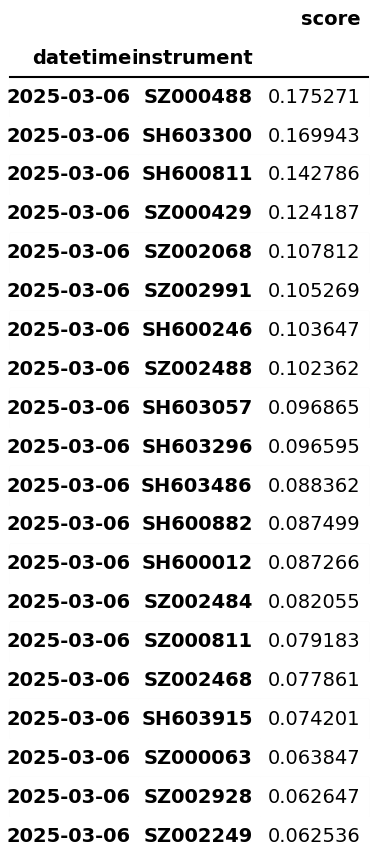 score
datetime instrument
2025-03-06 SZ000488 0.175271
2025-03-06 SH603300 0.169943
2025-03-06 SH600811 0.142786
2025-03-06 SZ000429 0.124187
2025-03-06 SZ002068 0.107812
2025-03-06 SZ002991 0.105269
2025-03-06 SH600246 0.103647
2025-03-06 SZ002488 0.102362
2025-03-06 SH603057 0.096865
2025-03-06 SH603296 0.096595
2025-03-06 SH603486 0.088362
2025-03-06 SH600882 0.087499
2025-03-06 SH600012 0.087266
2025-03-06 SZ002484 0.082055
2025-03-06 SZ000811 0.079183
2025-03-06 SZ002468 0.077861
2025-03-06 SH603915 0.074201
2025-03-06 SZ000063 0.063847
2025-03-06 SZ002928 0.062647
2025-03-06 SZ002249 0.062536